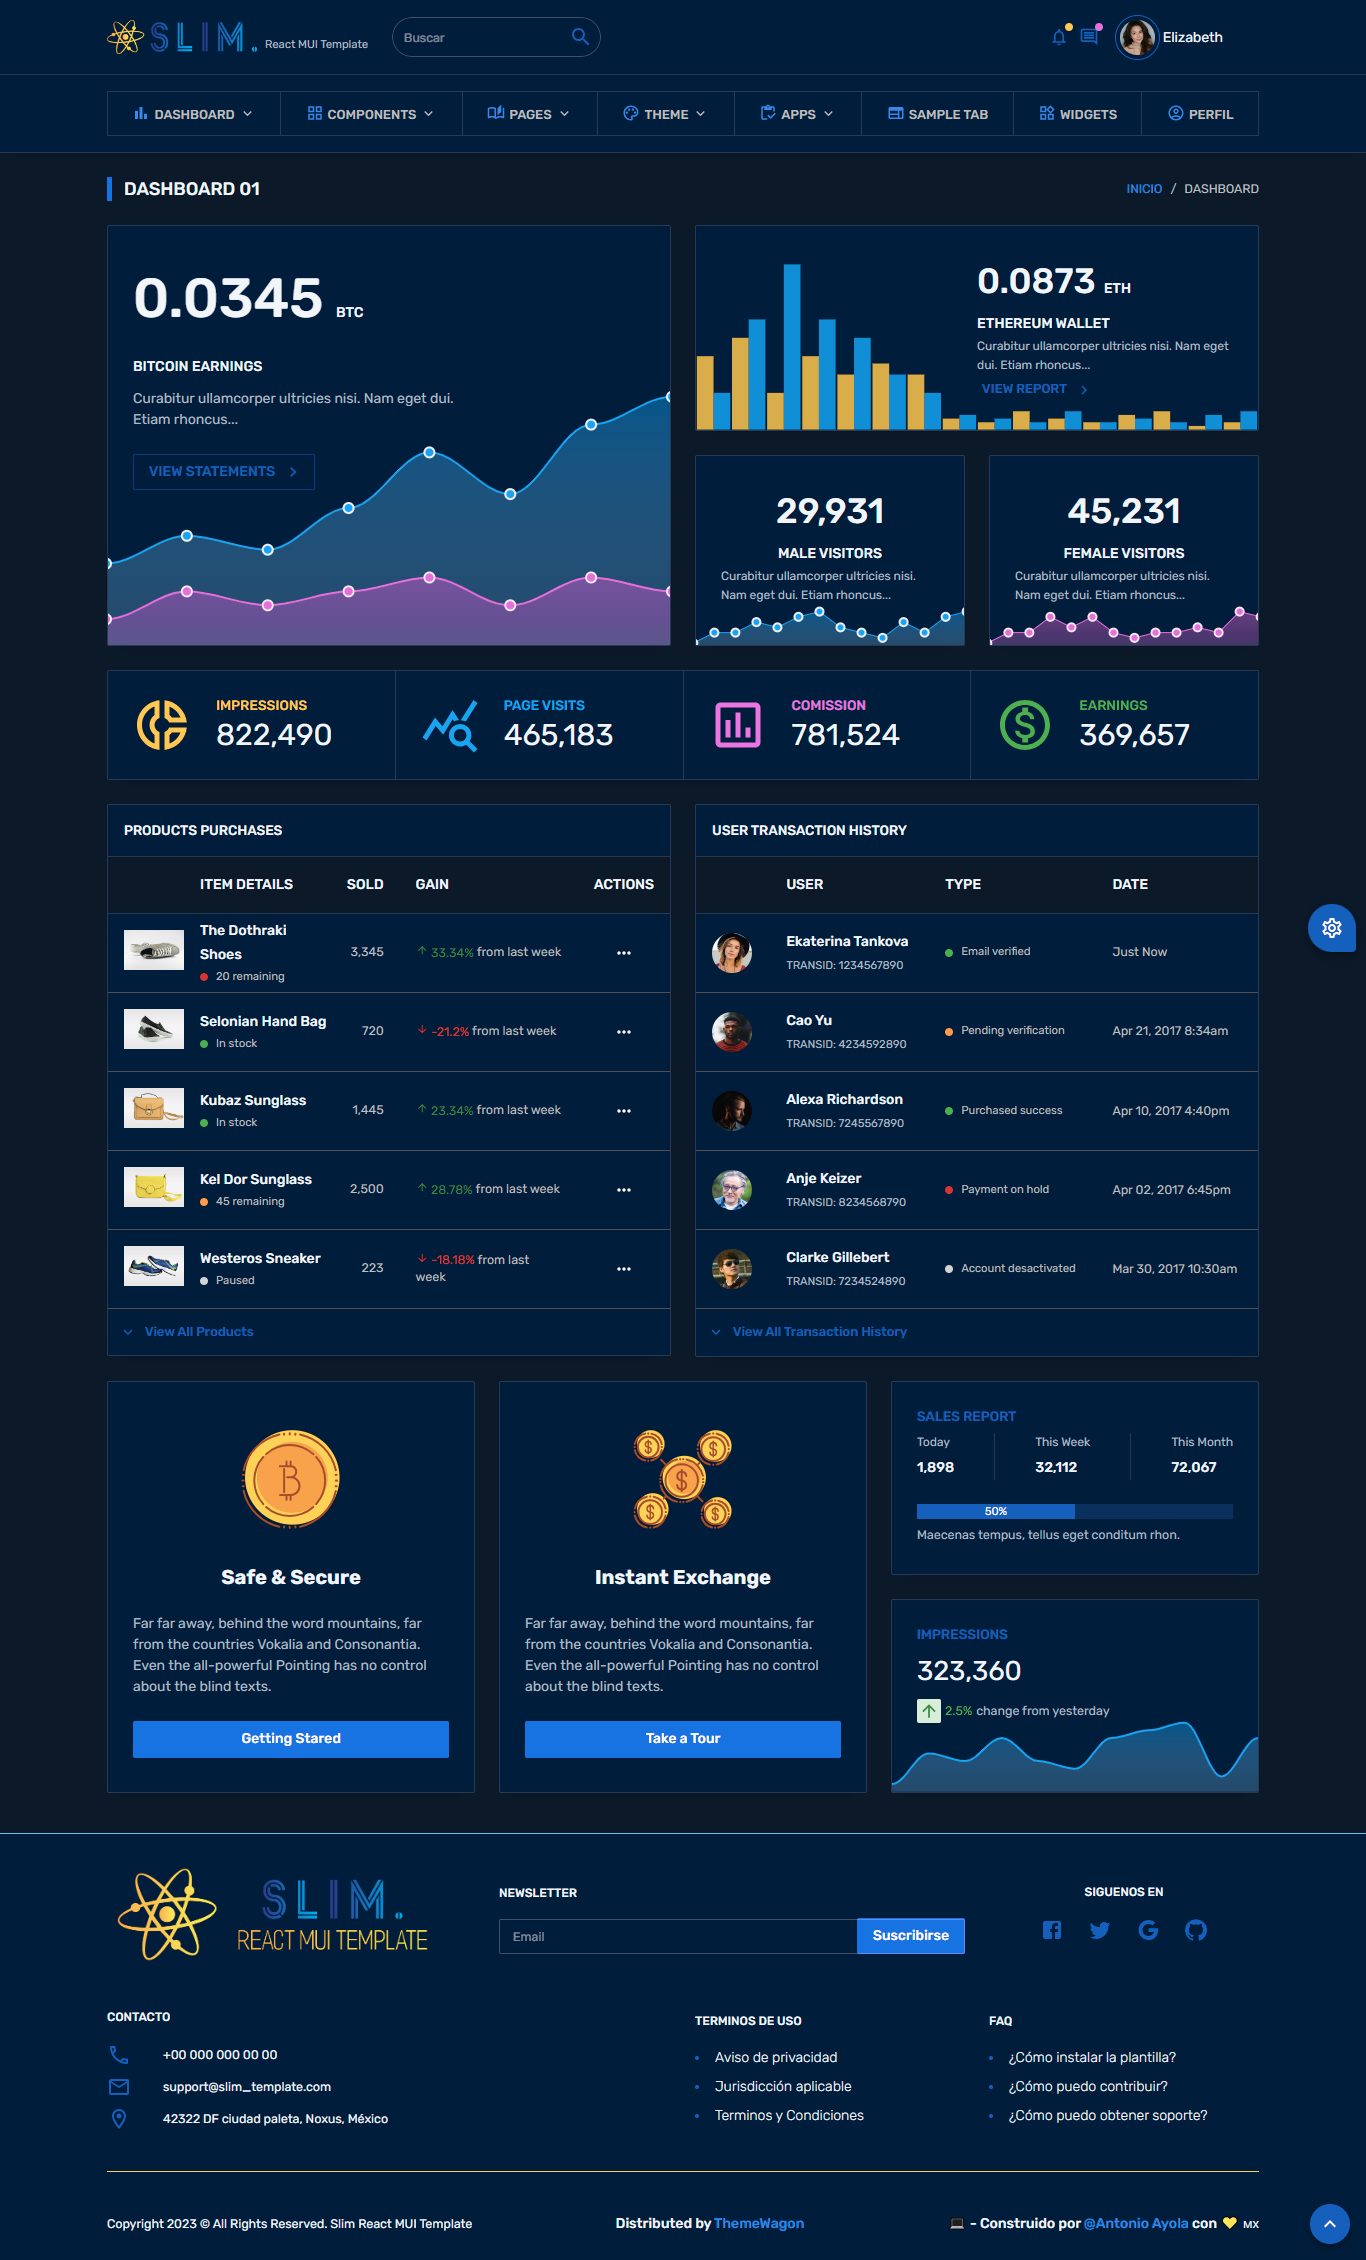 SLIM. React MUI Template
Buscar
Elizabeth
DASHBOARD
COMPONENTS
PAGES
THEME
APPS
SAMPLE TAB
WIDGETS
PERFIL
DASHBOARD 01
INICIO / DASHBOARD
0.0345 BTC
BITCOIN EARNINGS
Curabitur ullamcorper ultricies nisi. Nam eget dui.
Etiam rhoncus...
VIEW STATEMENTS
0.0873 ETH
ETHEREUM WALLET
Curabitur ullamcorper ultricies nisi. Nam eget
dui. Etiam rhoncus...
VIEW REPORT
29,931
MALE VISITORS
Curabitur ullamcorper ultricies nisi.
Nam eget dui. Etiam rhoncus...
45,231
FEMALE VISITORS
Curabitur ullamcorper ultricies nisi.
Nam eget dui. Etiam rhoncus...
IMPRESSIONS
822,490
PAGE VISITS
465,183
COMISSION
781,524
EARNINGS
369,657
PRODUCTS PURCHASES
ITEM DETAILS SOLD GAIN ACTIONS
The Dothraki
Shoes
20 remaining
3,345
33.34% from last week
Selonian Hand Bag
In stock
720
-21.2% from last week
Kubaz Sunglass
In stock
1,445
23.34% from last week
Kel Dor Sunglass
45 remaining
2,500
28.78% from last week
Westeros Sneaker
Paused
223
-18.18% from last
week
View All Products
USER TRANSACTION HISTORY
USER TYPE DATE
Ekaterina Tankova
TRANSID: 1234567890
Email verified
Just Now
Cao Yu
TRANSID: 4234592890
Pending verification
Apr 21, 2017 8:34am
Alexa Richardson
TRANSID: 7245567890
Purchased success
Apr 10, 2017 4:40pm
Anje Keizer
TRANSID: 8234568790
Payment on hold
Apr 02, 2017 6:45pm
Clarke Gillebert
TRANSID: 7234524890
Account desactivated
Mar 30, 2017 10:30am
View All Transaction History
Safe & Secure
Far far away, behind the word mountains, far
from the countries Vokalia and Consonantia.
Even the all-powerful Pointing has no control
about the blind texts.
Getting Stared
Instant Exchange
Far far away, behind the word mountains, far
from the countries Vokalia and Consonantia.
Even the all-powerful Pointing has no control
about the blind texts.
Take a Tour
SALES REPORT
Today This Week This Month
1,898 32,112 72,067
50%
Maecenas tempus, tellus eget conditum rhon.
IMPRESSIONS
323,360
2.5% change from yesterday
SLIM.
REACT MUI TEMPLATE
NEWSLETTER
Email
Suscribirse
SIGUENOS EN
CONTACTO
+00 000 000 00 00
support@slim_template.com
42322 DF ciudad paleta, Noxus, México
TERMINOS DE USO
Aviso de privacidad
Jurisdicción aplicable
Terminos y Condiciones
FAQ
¿Cómo instalar la plantilla?
¿Cómo puedo contribuir?
¿Cómo puedo obtener soporte?
Copyright 2023 © All Rights Reserved. Slim React MUI Template
Distributed by ThemeWagon
💻 - Construido por @Antonio Ayola con 💛 MX